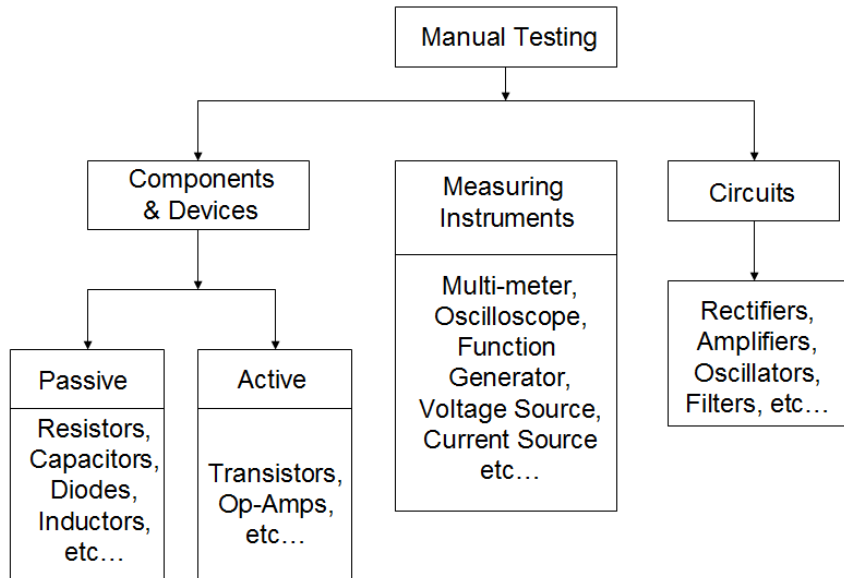 Manual Testing
Components
& Devices
Measuring
Instruments
Circuits
Multi-meter,
Oscilloscope,
Function
Generator,
Voltage Source,
Current Source
etc...
Rectifiers,
Amplifiers,
Oscillators,
Filters, etc...
Passive
Active
Resistors,
Capacitors,
Diodes,
Inductors,
etc...
Transistors,
Op-Amps,
etc...